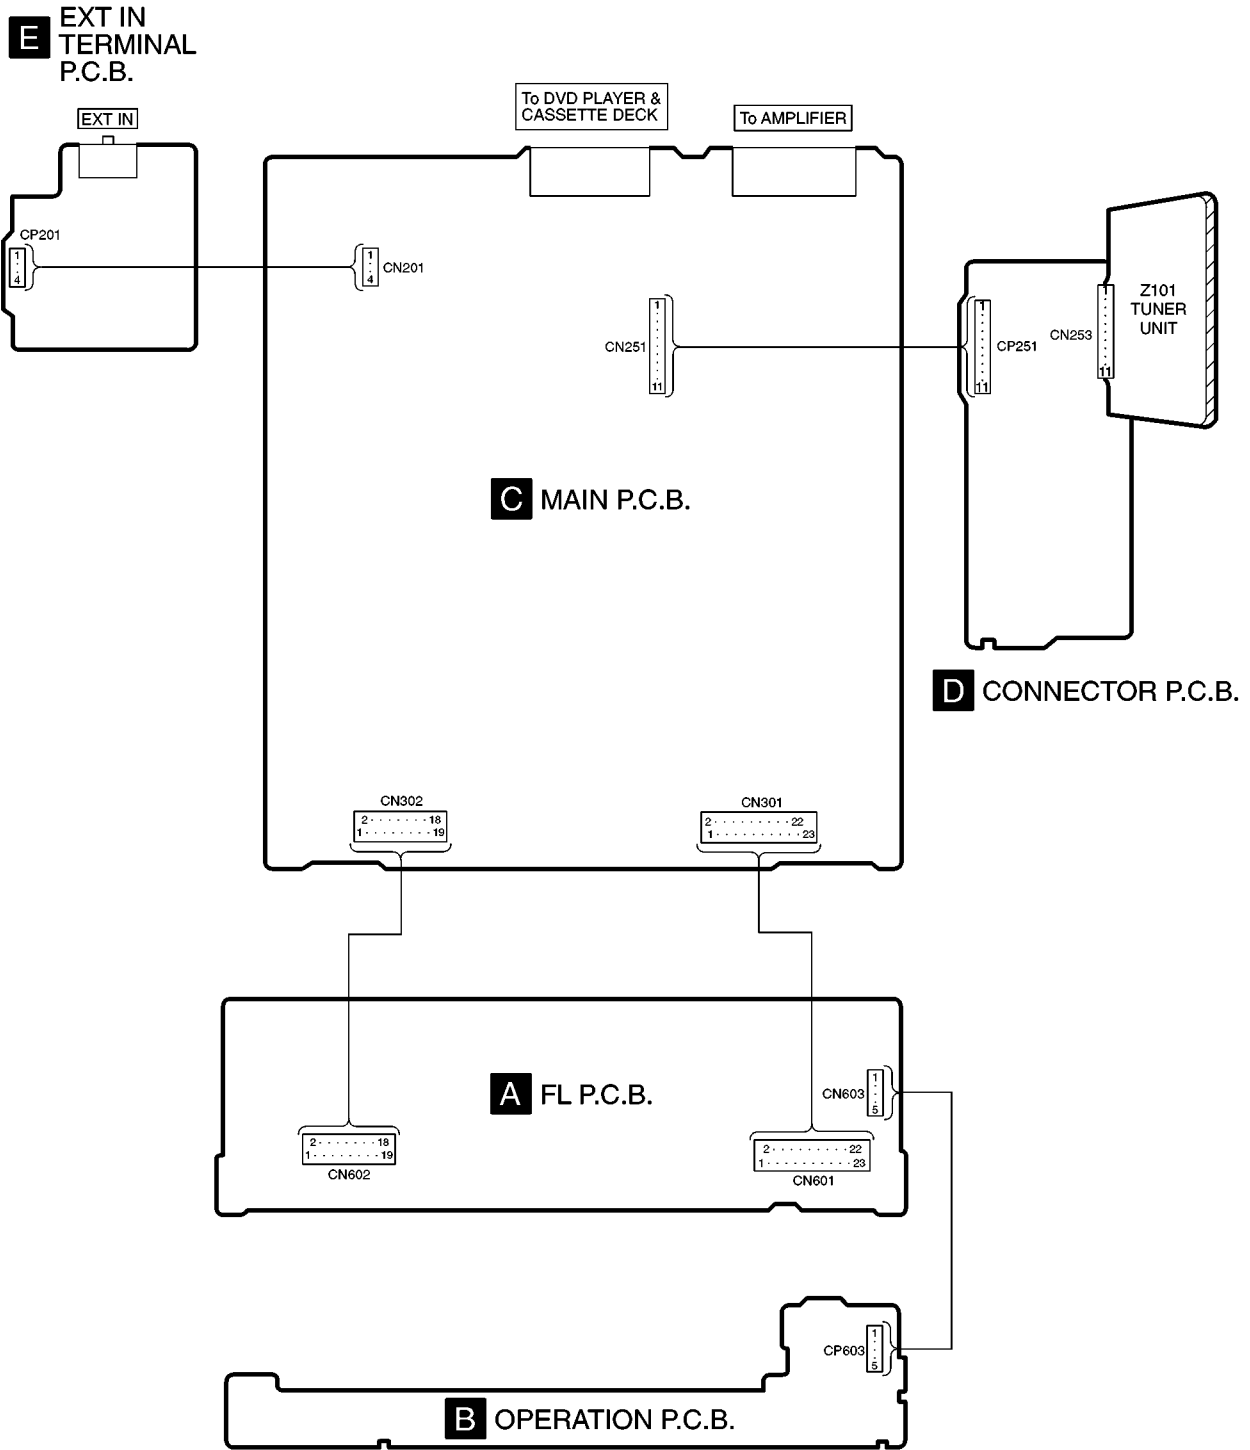 E EXT IN
TERMINAL
P.C.B.
EXT IN
To DVD PLAYER &
CASSETTE DECK
To AMPLIFIER
CP201
1
4
1
4
CN201
CN251
1
11
1
11
CP251
CN253
1
11
Z101
TUNER
UNIT
C MAIN P.C.B.
D CONNECTOR P.C.B.
CN302
2 · · · · · · · 18
1 · · · · · · · · 19
CN301
2 · · · · · · · · · 22
1 · · · · · · · · · · 23
A FL P.C.B.
CN603
1
5
2 · · · · · · · 18
1 · · · · · · · · 19
CN602
2 · · · · · · · · · 22
1 · · · · · · · · · · 23
CN601
CP603
1
5
B OPERATION P.C.B.